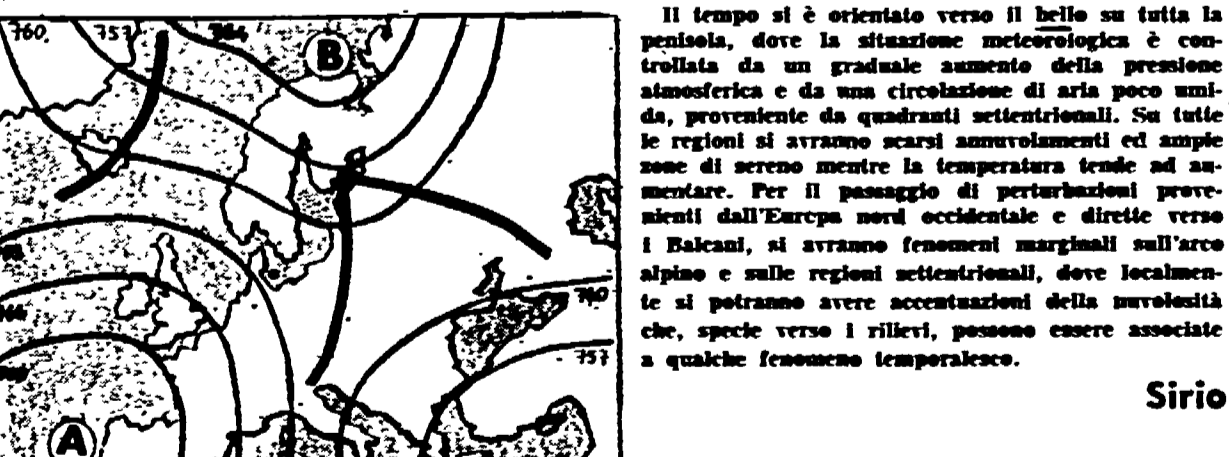 760.
757
764
B
760
757
A
Il tempo si è orientato verso il bello su tutta la
penisola, dove la situazione meteorologica è con-
trollata da un graduale aumento della pressione
atmosferica e da una circolazione di aria poco umi-
da, proveniente da quadranti settentrionali. Su tutte
le regioni si avranno scarsi annuvolamenti ed ampie
zone di sereno mentre la temperatura tende ad au-
mentare. Per il passaggio di perturbazioni prove-
nienti dall'Europa nord occidentale e dirette verso
i Balcani, si avranno fenomeni marginali sull'arco
alpino e sulle regioni settentrionali, dove localmen-
te si potranno avere accentuazioni della nuvolosità
che, specie verso i rilievi, possono essere associate
a qualche fenomeno temporalesco.
Sirio